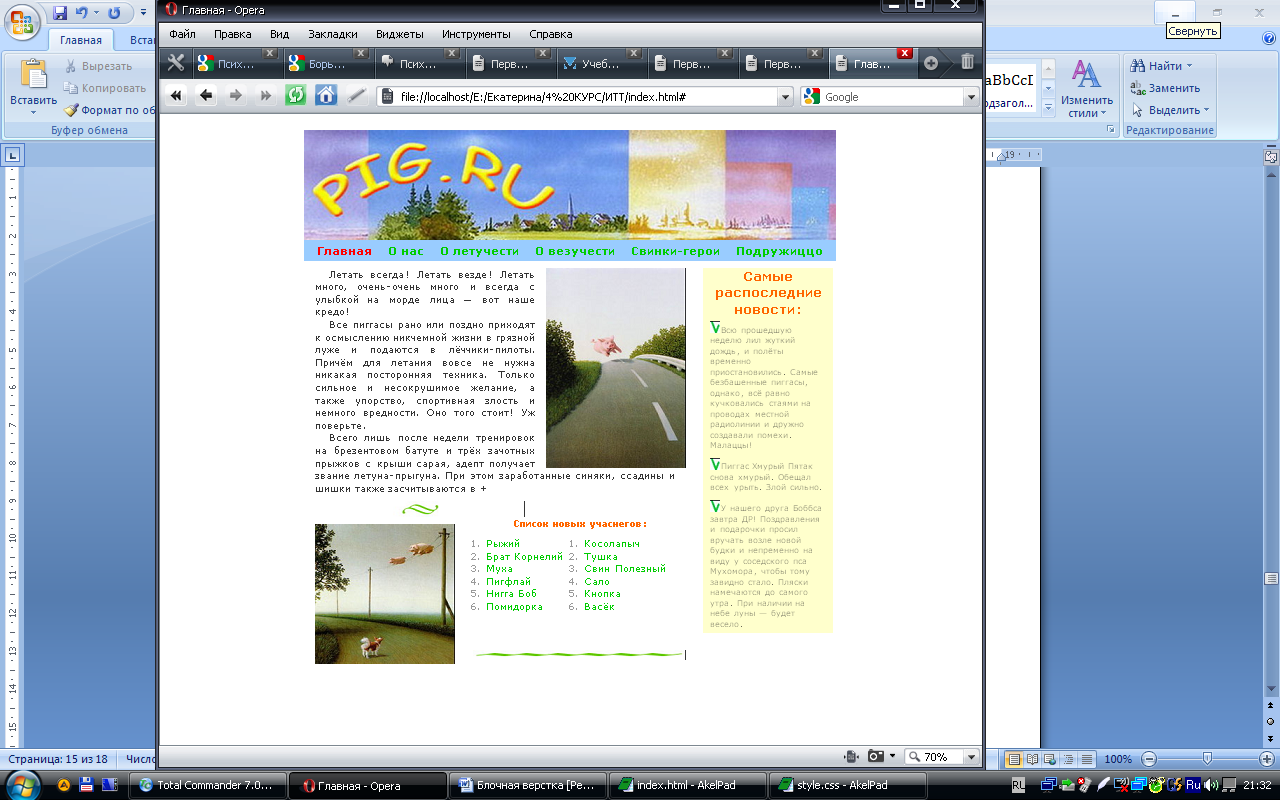 Главная - Opera
Свернуть
Главная Вста
Файл Правка Вид Закладки Виджеты Инструменты Справка
Псих... Борь... Псих... Перв... Учеб... Перв... Перв... Глав...
file://localhost/E:/Екатерина/4%20КУРС/ИТТ/index.html#
Google
Вставить
Вырезать
Копировать
Формат по об
Буфер обмена
АаBbCcI
одзагол...
Изменить
стили
Найти
Заменить
Выделить
Редактирование
19
PIG.RU
Главная О нас О летучести О везучести Свинки-герои Подружиццо
Летать всегда! Летать везде! Летать
много, очень-очень много и всегда с
улыбкой на морде лица — вот наше
кредо!
Все пиггасы рано или поздно приходят
к осмыслению никчемной жизни в грязной
луже и подаются в лётчики-пилоты.
Причём для летания вовсе не нужна
никакая посторонняя техника. Только
сильное и несокрушимое желание, а
также упорство, спортивная злость и
немного вредности. Оно того стоит! Уж
поверьте.
Всего лишь после недели тренировок
на брезентовом батуте и трёх зачотных
прыжков с крыши сарая, адепт получает
звание летуна-прыгуна. При этом заработанные синяки, ссадины и
шишки также засчитываются в +
Список новых учаснегов:
1. Рыжий
2. Брат Корнелий
3. Муха
4. Пигфлай
5. Нигга Боб
6. Помидорка
1. Косолапыч
2. Тушка
3. Свин Полезный
4. Сало
5. Кнопка
6. Васёк
Самые
распоследние
новости:
Всю прошедшую
неделю лил жуткий
дождь, и полёты
временно
приостановились. Самые
безбашенные пиггасы,
однако, всё равно
кучковались стаями на
проводах местной
радиолинии и дружно
создавали помехи.
Малаццы!
Пиггас Хмурый Пятак
снова хмурый. Обещал
всех урыть. Злой сильно.
У нашего друга Боббса
завтра ДР! Поздравления
и подарочки просил
вручать возле новой
будки и непременно на
виду у соседского пса
Мухомора, чтобы тому
завидно стало. Пляски
намечаются до самого
утра. При наличии на
небе луны — будет
весело.
70%
Страница: 15 из 18 Число
100%
Total Commander 7.0... Главная - Opera Блочная верстка [Ре... index.html - AkelPad style.css - AkelPad
RL Ru 21:32